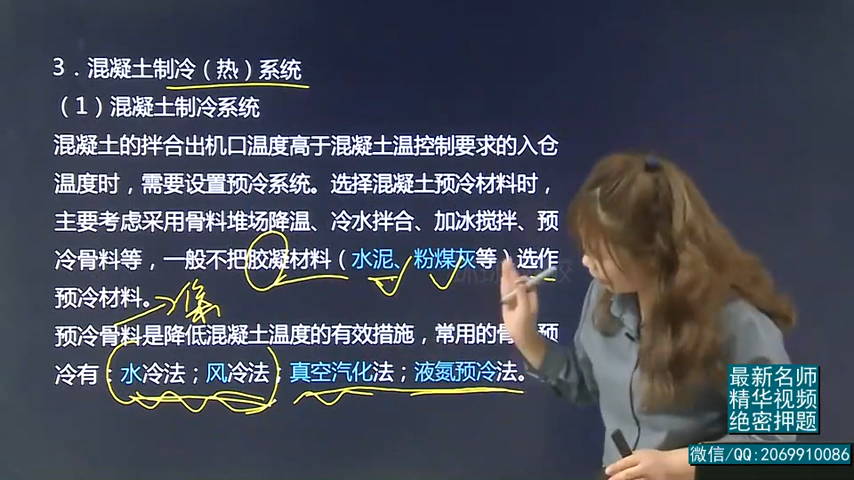 3．混凝土制冷（热）系统
（1）混凝土制冷系统
混凝土的拌合出机口温度高于混凝土温控制要求的入仓
温度时，需要设置预冷系统。选择混凝土预冷材料时，
主要考虑采用骨料堆场降温、冷水拌合、加冰搅拌、预
冷骨料等，一般不把胶凝材料（水泥、粉煤灰等）选作
预冷材料。
预冷骨料是降低混凝土温度的有效措施，常用的骨 预
冷有：水冷法；风冷法；真空汽化法；液氮预冷法。
最新名师
精华视频
绝密押题
微信/QQ:2069910086